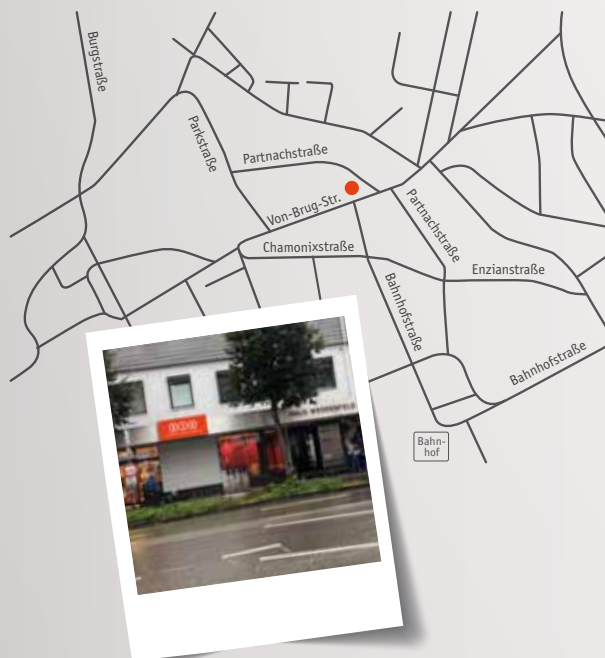 Burgstraße
Parkstraße
Partnachstraße
Von-Brug-Str.
Partnachstraße
Chamonixstraße
Enzianstraße
Bahnhofstraße
Bahnhofstraße
Bahn-
hof